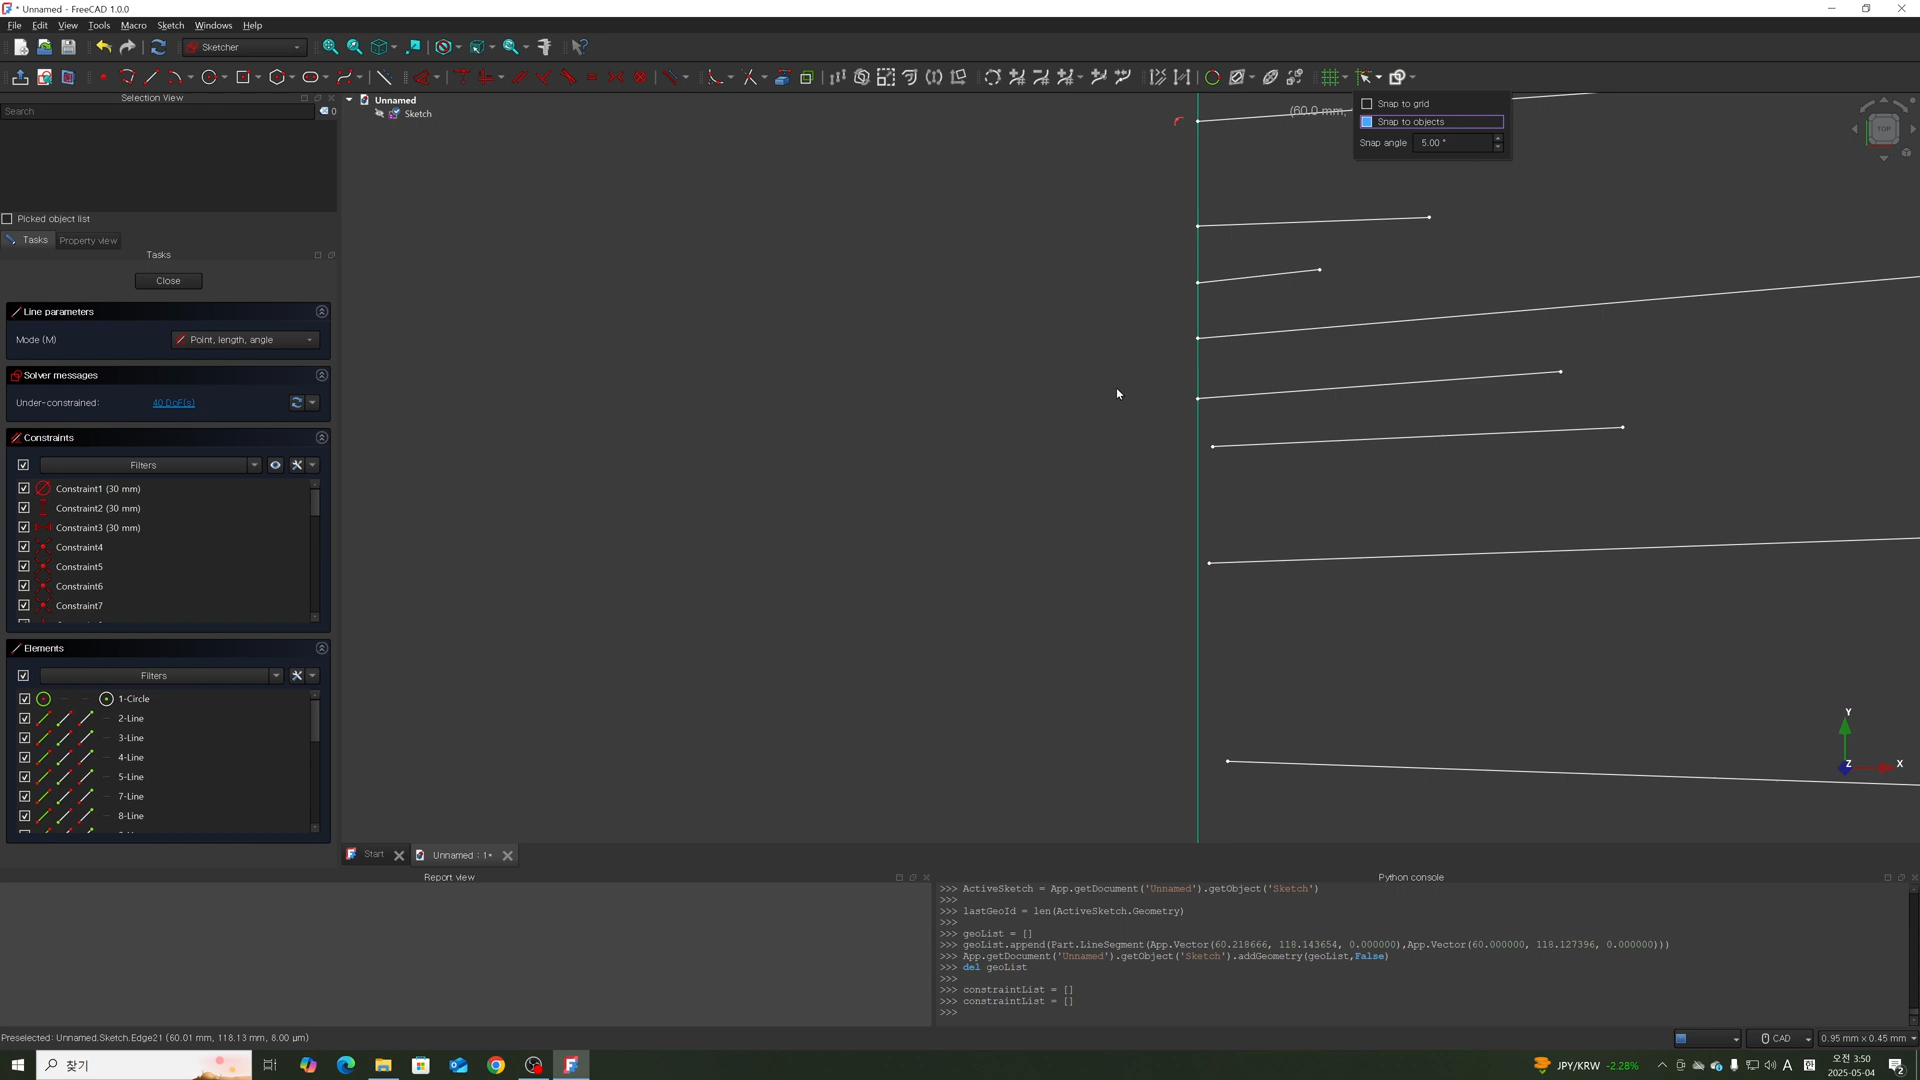 * Unnamed - FreeCAD 1.0.0
File Edit View Tools Macro Sketch Windows Help
Sketcher
Selection View
Search
0
Picked object list
Tasks Property view
Tasks
Close
Line parameters
Mode (M) Point, length, angle
Solver messages
Under-constrained: 40 DoF(s)
Constraints
Filters
Constraint1 (30 mm)
Constraint2 (30 mm)
Constraint3 (30 mm)
Constraint4
Constraint5
Constraint6
Constraint7
Elements
Filters
1-Circle
2-Line
3-Line
4-Line
5-Line
7-Line
8-Line
Unnamed
Sketch
(60.0 mm,
Snap to grid
Snap to objects
Snap angle 5.00 °
TOP
Y
Z
X
Start Unnamed : 1*
Report view
Python console
>>> ActiveSketch = App.getDocument('Unnamed').getObject('Sketch')
>>>
>>> lastGeoId = len(ActiveSketch.Geometry)
>>>
>>> geoList = []
>>> geoList.append(Part.LineSegment(App.Vector(60.218666, 118.143654, 0.000000),App.Vector(60.000000, 118.127396, 0.000000)))
>>> App.getDocument('Unnamed').getObject('Sketch').addGeometry(geoList,False)
>>> del geoList
>>>
>>> constraintList = []
>>> constraintList = []
>>>
Preselected: Unnamed.Sketch.Edge21 (60.01 mm, 118.13 mm, 8.00 µm)
CAD
0.95 mm x 0.45 mm
찾기
JPY/KRW -2.28%
A
오전 3:50
2025-05-04
2